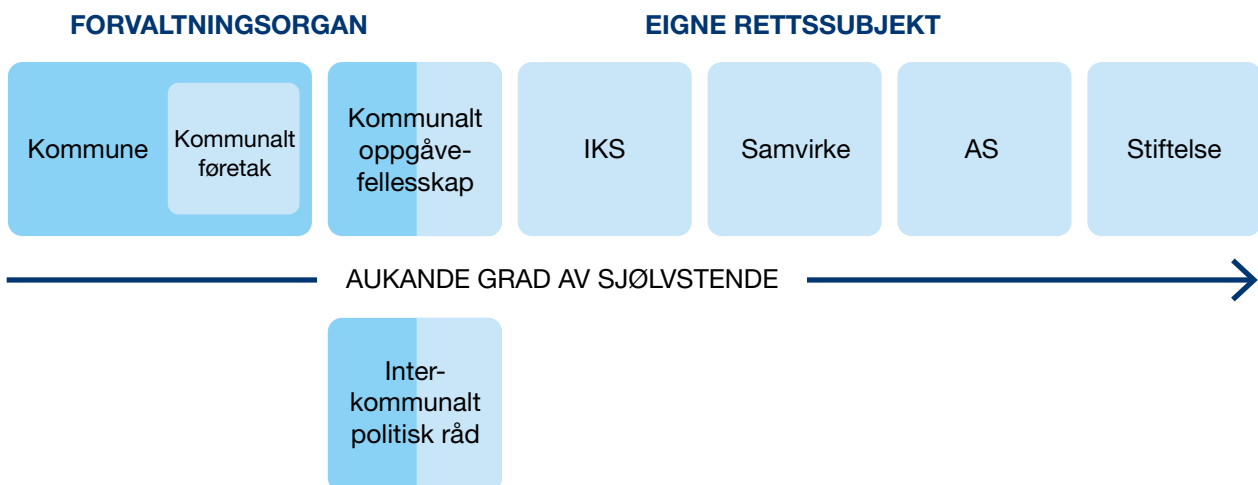 FORVALTNINGSORGAN
EIGNE RETTSSUBJEKT
Kommune
Kommunalt
føretak
Kommunalt
oppgåve-
fellesskap
IKS
Samvirke
AS
Stiftelse
AUKANDE GRAD AV SJØLVSTENDE
Inter-
kommunalt
politisk råd